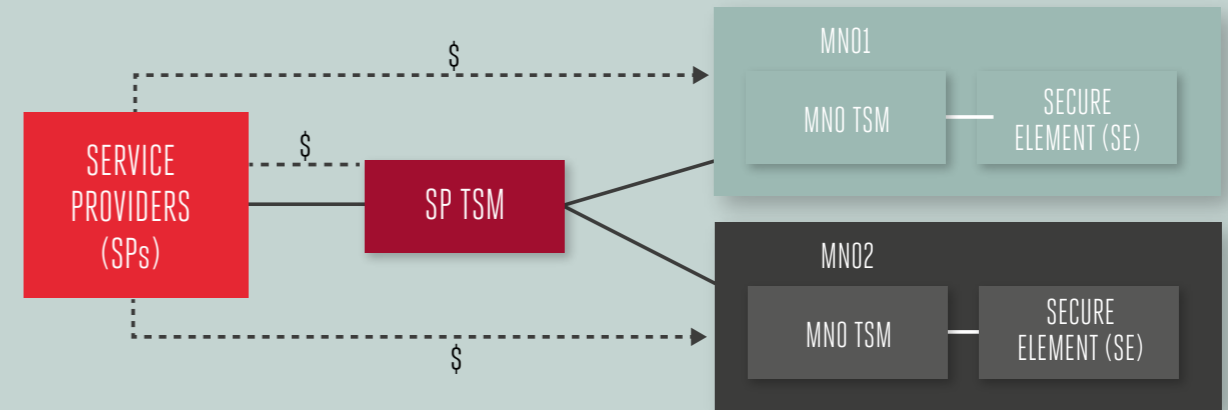 $
SERVICE
PROVIDERS
(SPs)
$
SP TSM
$
MNO1
MNO TSM
SECURE
ELEMENT (SE)
MNO2
MNO TSM
SECURE
ELEMENT (SE)